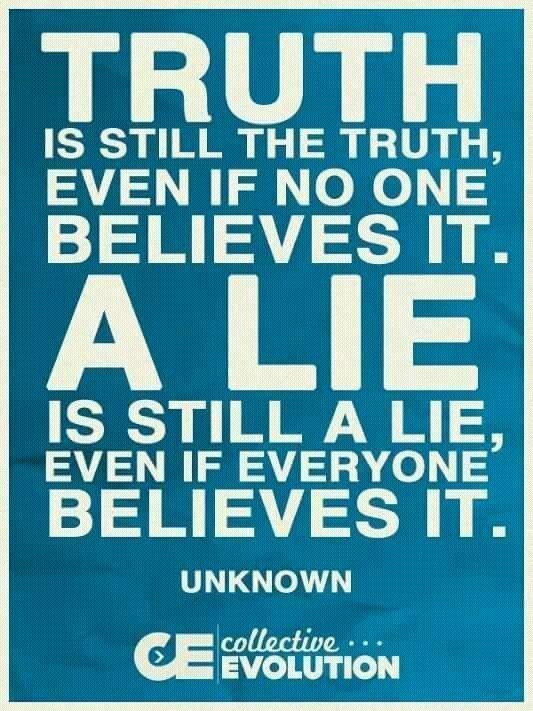 TRUTH
IS STILL THE TRUTH,
EVEN IF NO ONE
BELIEVES IT.
A LIE
IS STILL A LIE,
EVEN IF EVERYONE
BELIEVES IT.
UNKNOWN
CE collective ...
EVOLUTION